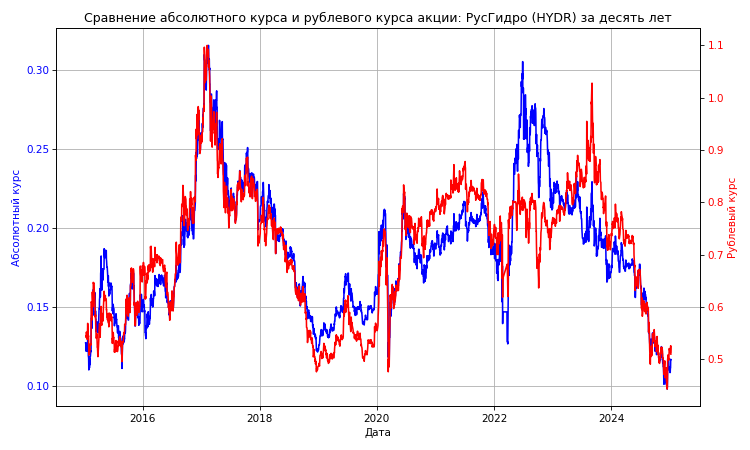 Сравнение абсолютного курса и рублевого курса акции: РусГидро (HYDR) за десять лет
0.30
0.25
0.20
0.15
0.10
Абсолютный курс
1.1
1.0
0.9
0.8
0.7
0.6
0.5
Рублевый курс
2016 2018 2020 2022 2024
Дата